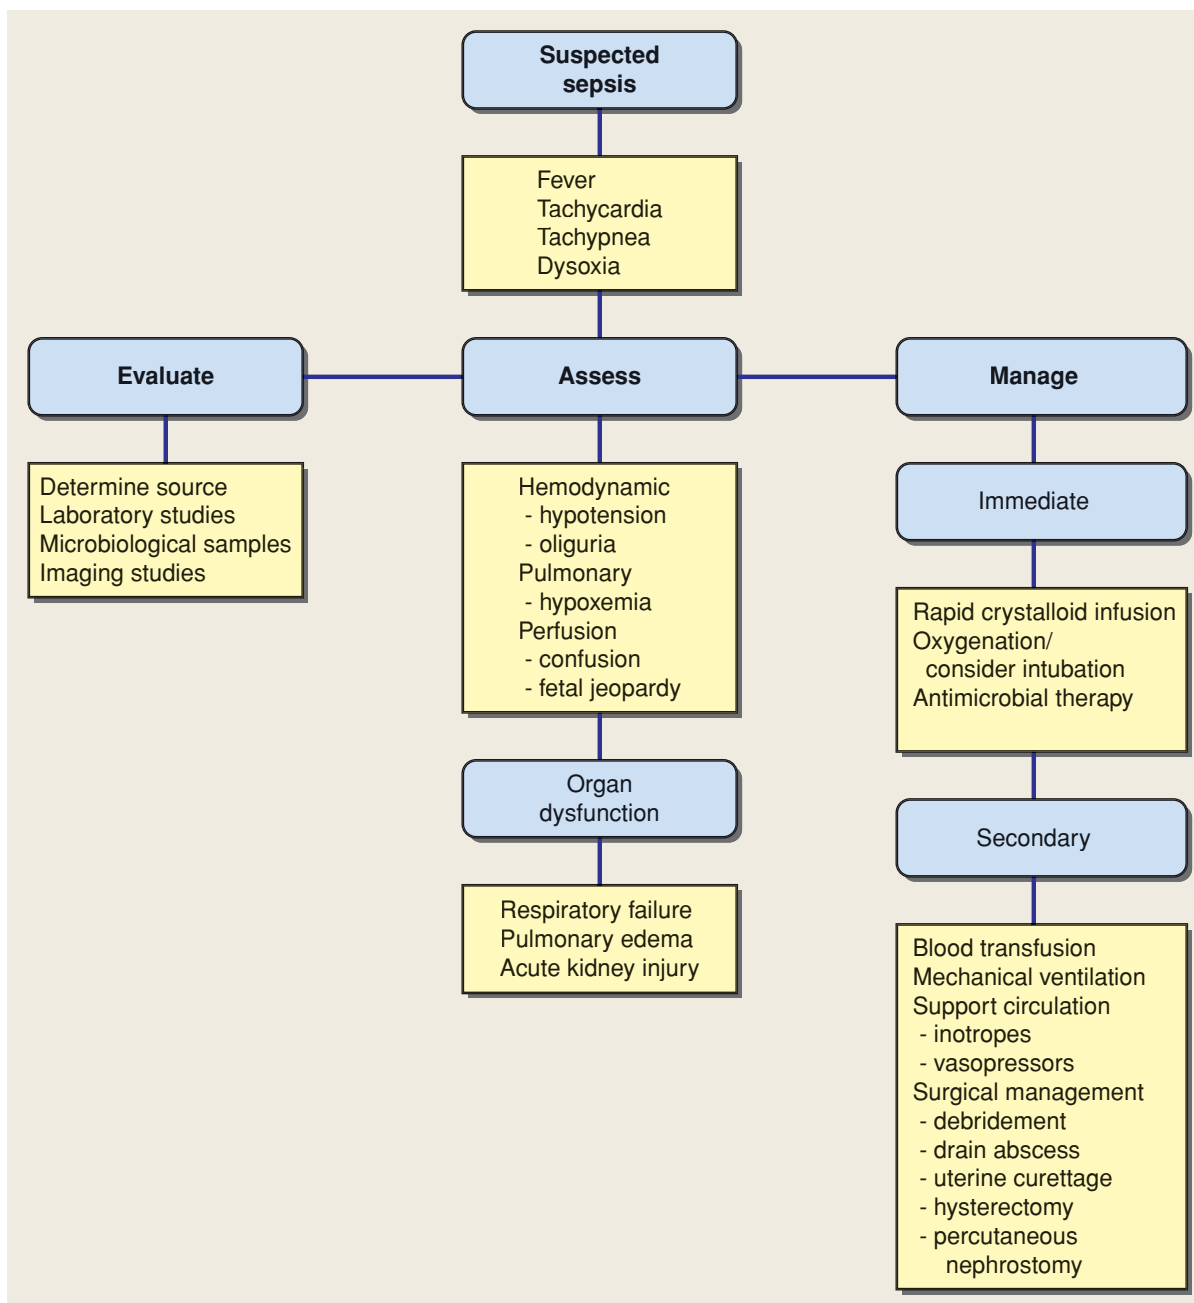 Suspected
sepsis
Fever
Tachycardia
Tachypnea
Dysoxia
Evaluate
Assess
Manage
Determine source
Laboratory studies
Microbiological samples
Imaging studies
Hemodynamic
- hypotension
- oliguria
Pulmonary
- hypoxemia
Perfusion
- confusion
- fetal jeopardy
Organ
dysfunction
Respiratory failure
Pulmonary edema
Acute kidney injury
Immediate
Rapid crystalloid infusion
Oxygenation/
consider intubation
Antimicrobial therapy
Secondary
Blood transfusion
Mechanical ventilation
Support circulation
- inotropes
- vasopressors
Surgical management
- debridement
- drain abscess
- uterine curettage
- hysterectomy
- percutaneous
nephrostomy